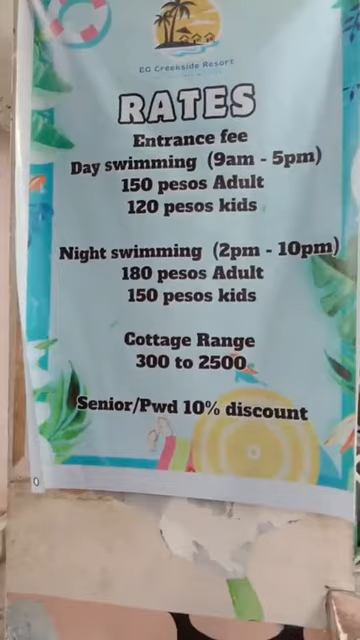 EG Creekside Resort
RATES
Entrance fee
Day swimming (9am - 5pm)
150 pesos Adult
120 pesos kids
Night swimming (2pm - 10pm)
180 pesos Adult
150 pesos kids
Cottage Range
300 to 2500
Senior/Pwd 10% discount